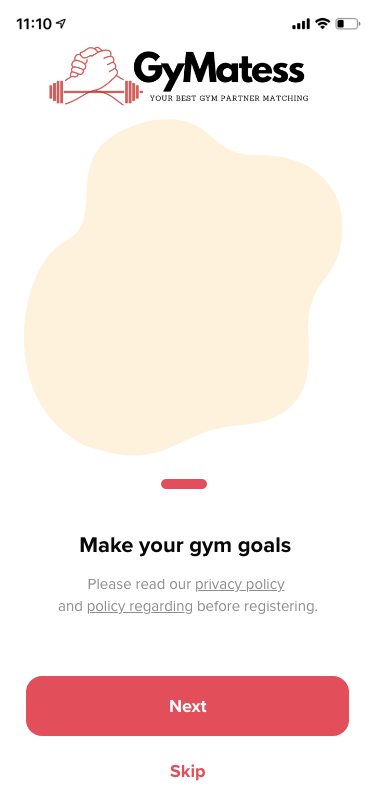 11:10
GyMatess
YOUR BEST GYM PARTNER MATCHING
Make your gym goals
Please read our privacy policy
and policy regarding before registering.
Next
Skip